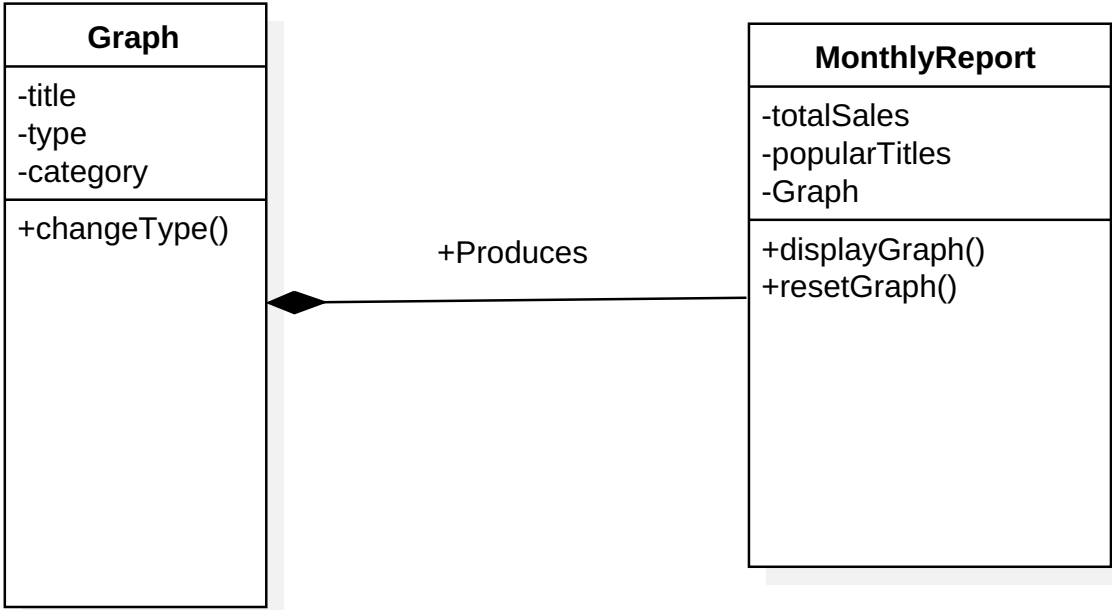 Graph
-title
-type
-category
+changeType()
+Produces
MonthlyReport
-totalSales
-popularTitles
-Graph
+displayGraph()
+resetGraph()